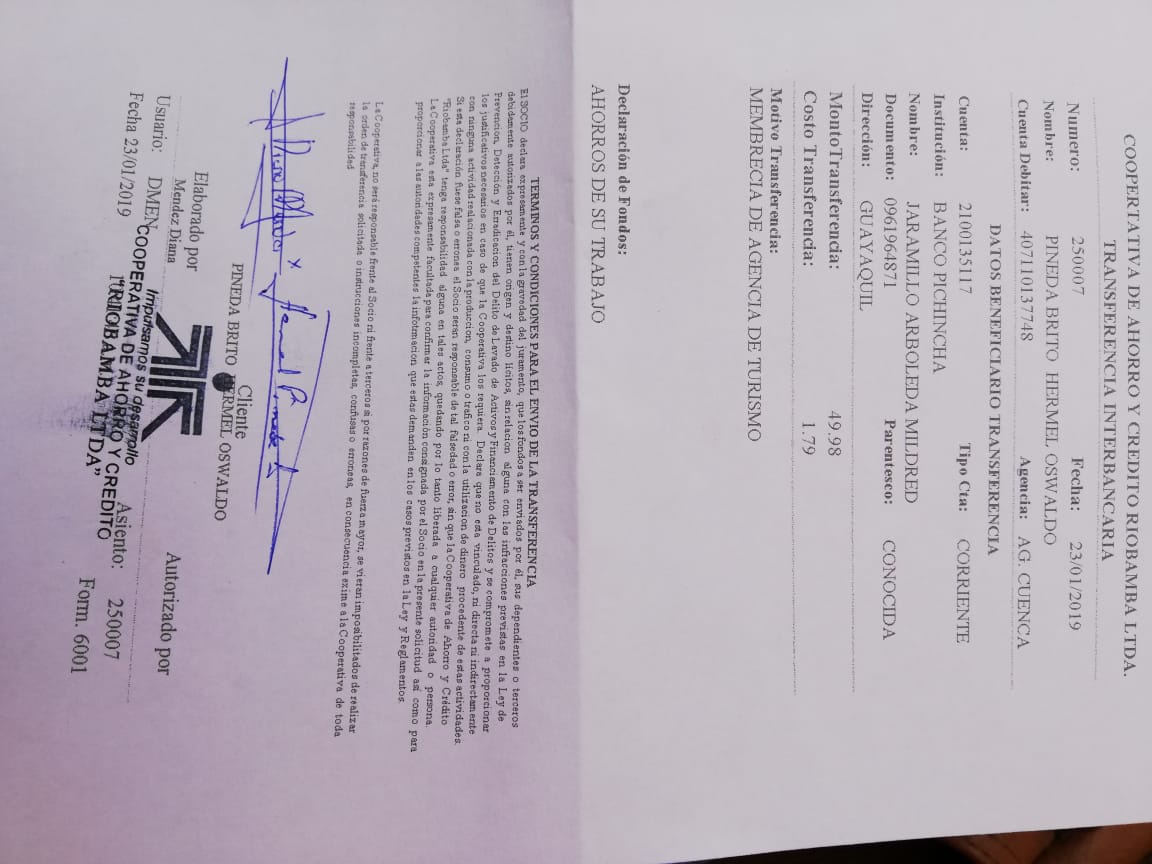 COOPERTATIVA DE AHORRO Y CREDITO RIOBAMBA LTDA.
TRANSFERENCIA INTERBANCARIA
Numero: 250007 Fecha: 23/01/2019
Nombre: PINEDA BRITO HERMEL OSWALDO
Cuenta Debitar: 407110137748 Agencia: AG. CUENCA
DATOS BENEFICIARIO TRANSFERENCIA
Cuenta: 2100135117 Tipo Cta: CORRIENTE
Institución: BANCO PICHINCHA
Nombre: JARAMILLO ARBOLEDA MILDRED
Documento: 0961964871 Parentesco: CONOCIDA
Dirección: GUAYAQUIL
MontoTransferencia: 49.98
Costo Transferencia: 1.79
Motivo Transferencia:
MEMBRECIA DE AGENCIA DE TURISMO
Declaración de Fondos:
AHORROS DE SU TRABAJO
TERMINOS Y CONDICIONES PARA EL ENVIO DE LA TRANSFERENCIA
El SOCIO declara expresamente y con la gravedad del juramento, que los fondos a ser enviados por él, sus dependientes o terceros
debidamente autorizados por él, tienen origen y destino lícitos, sin relacion alguna con las infracciones previstas en la Ley de
Prevencion, Detección y Erradicacion del Delito de Lavado de Activos y Financiamento de Delitos y se compromete a proporcionar
los justificativos necesarios en caso de que la Cooperativa los requiera. Declara que no esta vinculado, ni directa ni indirectamente
con ninguna actividad relacionada con la produccion, consumo o trafico ni con la utilizacion de dinero procedente de estas actividades.
Si esta declaración fuese falsa o erronea el Socio seran responsable de tal falsedad o error, sin que la Cooperativa de Ahorro y Crédito
"Riobamba Ltda" tenga responsabilidad alguna en tales actos, quedando por lo tanto liberada a cualquier autoridad o persona.
La Cooperativa esta expresamente facultada para confirmar la información consignada por el Socio en la presente solicitud así como para
proporcionar a las autoridades competentes la infotrmacion que estas demanden en los casos previstos en la Ley y Reglamentos.
La Cooperativa, no será responsable frente al Socio ni frente a terceros si por razones de fuerza mayor, se vieran imposibilitados de realizar
la orden de transferencia solicitada o instrucciones incompletas, confusas o erroneas, en consecuencia exime a la Cooperativa de toda
responsabilidad
x Hermel Pineda
Cliente
PINEDA BRITO HERMEL OSWALDO
Elaborado por Autorizado por
Mendez Diana
Impulsamos su desarrollo
Usuario: DMEN
COOPERATIVA DE AHORRO Y CREDITO
"RIOBAMBA LTDA"
Asiento: 250007
Fecha 23/01/2019
Form. 6001